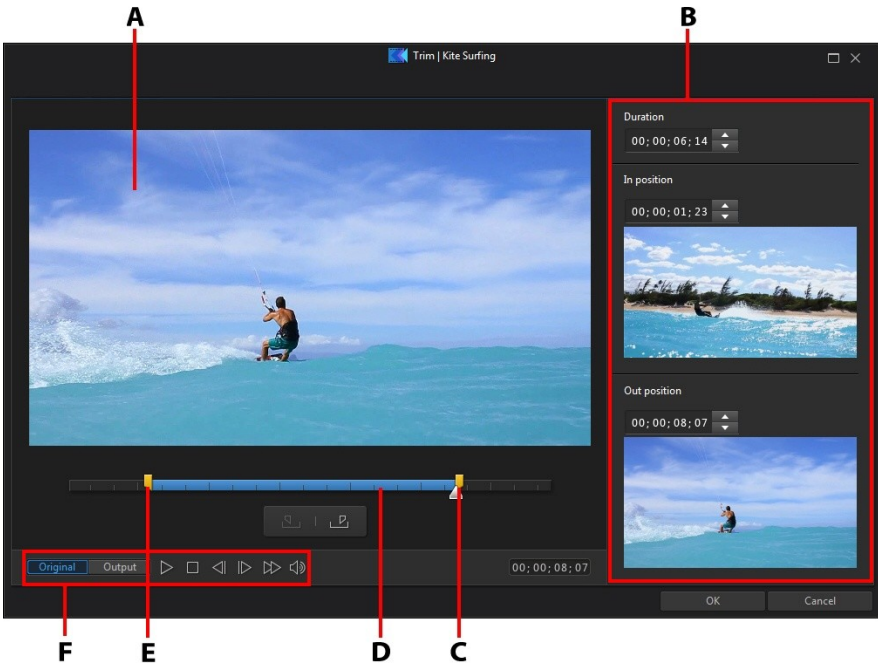 A
B
Trim | Kite Surfing
Duration
00; 00; 06; 14
In position
00; 00; 01; 23
Out position
00; 00; 08; 07
Original
Output
00; 00; 08; 07
OK
Cancel
F
E
D
C